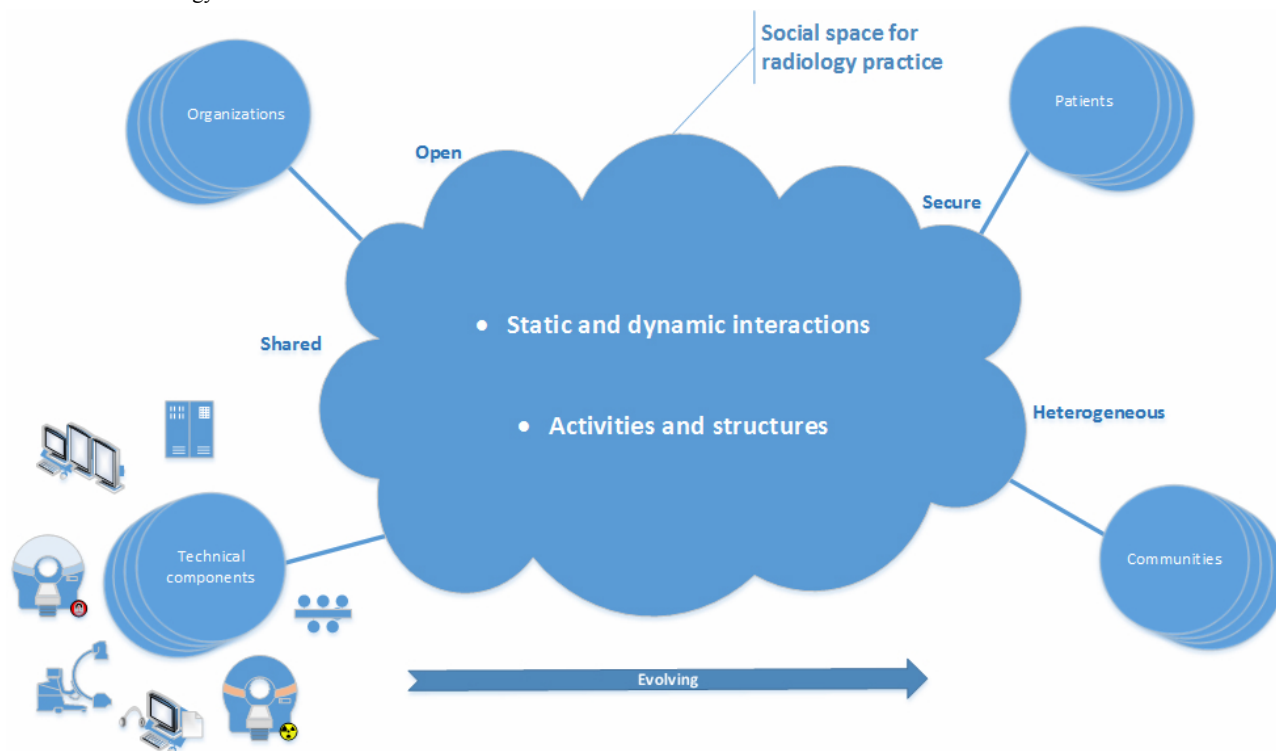 Social space for
radiology practice
Organizations
Patients
Open
Secure
• Static and dynamic interactions
Shared
• Activities and structures
Heterogeneous
Technical
components
Communities
Evolving